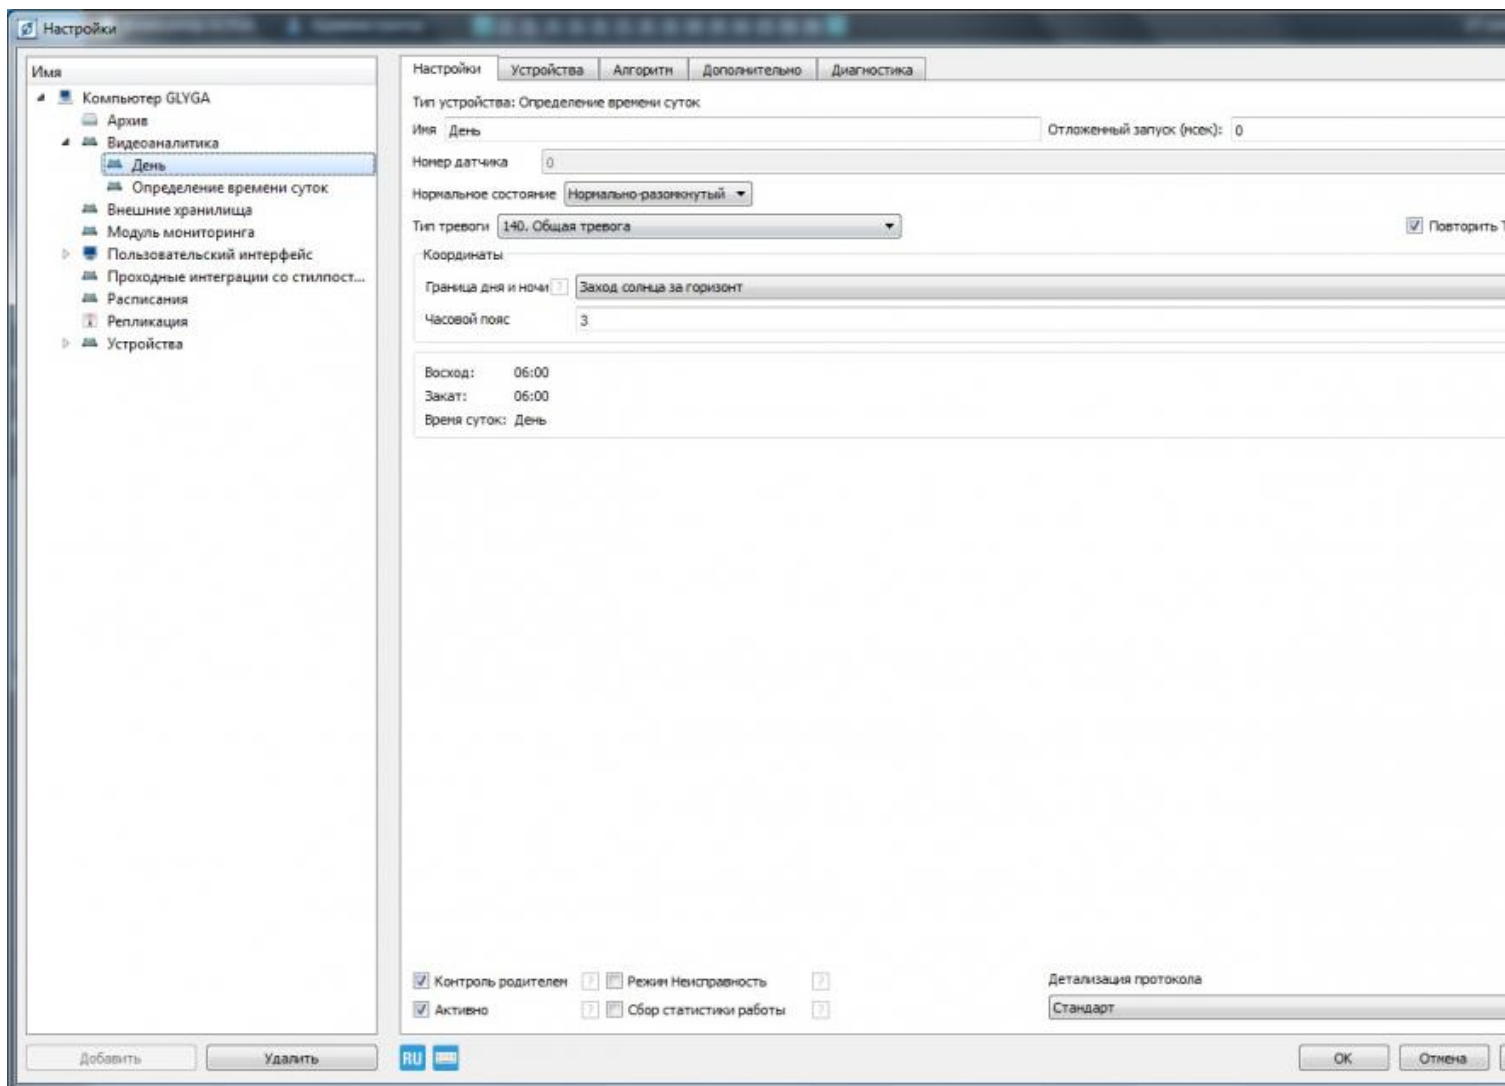 Настройки
Имя
Компьютер GLYGA
Архив
Видеоаналитика
День
Определение времени суток
Внешние хранилища
Модуль мониторинга
Пользовательский интерфейс
Проходные интеграции со стилпост...
Расписания
Репликация
Устройства
Добавить Удалить
Настройки Устройства Алгоритм Дополнительно Диагностика
Тип устройства: Определение времени суток
Имя День Отложенный запуск (мсек): 0
Номер датчика 0
Нормальное состояние Нормально-разомкнутый
Тип тревоги 140. Общая тревога Повторить Т
Координаты
Граница дня и ночи ? Заход солнца за горизонт
Часовой пояс 3
Восход: 06:00
Закат: 06:00
Время суток: День
Контроль родителем ? Режим Неисправность ? Детализация протокола
Активно ? Сбор статистики работы ? Стандарт
RU OK Отмена